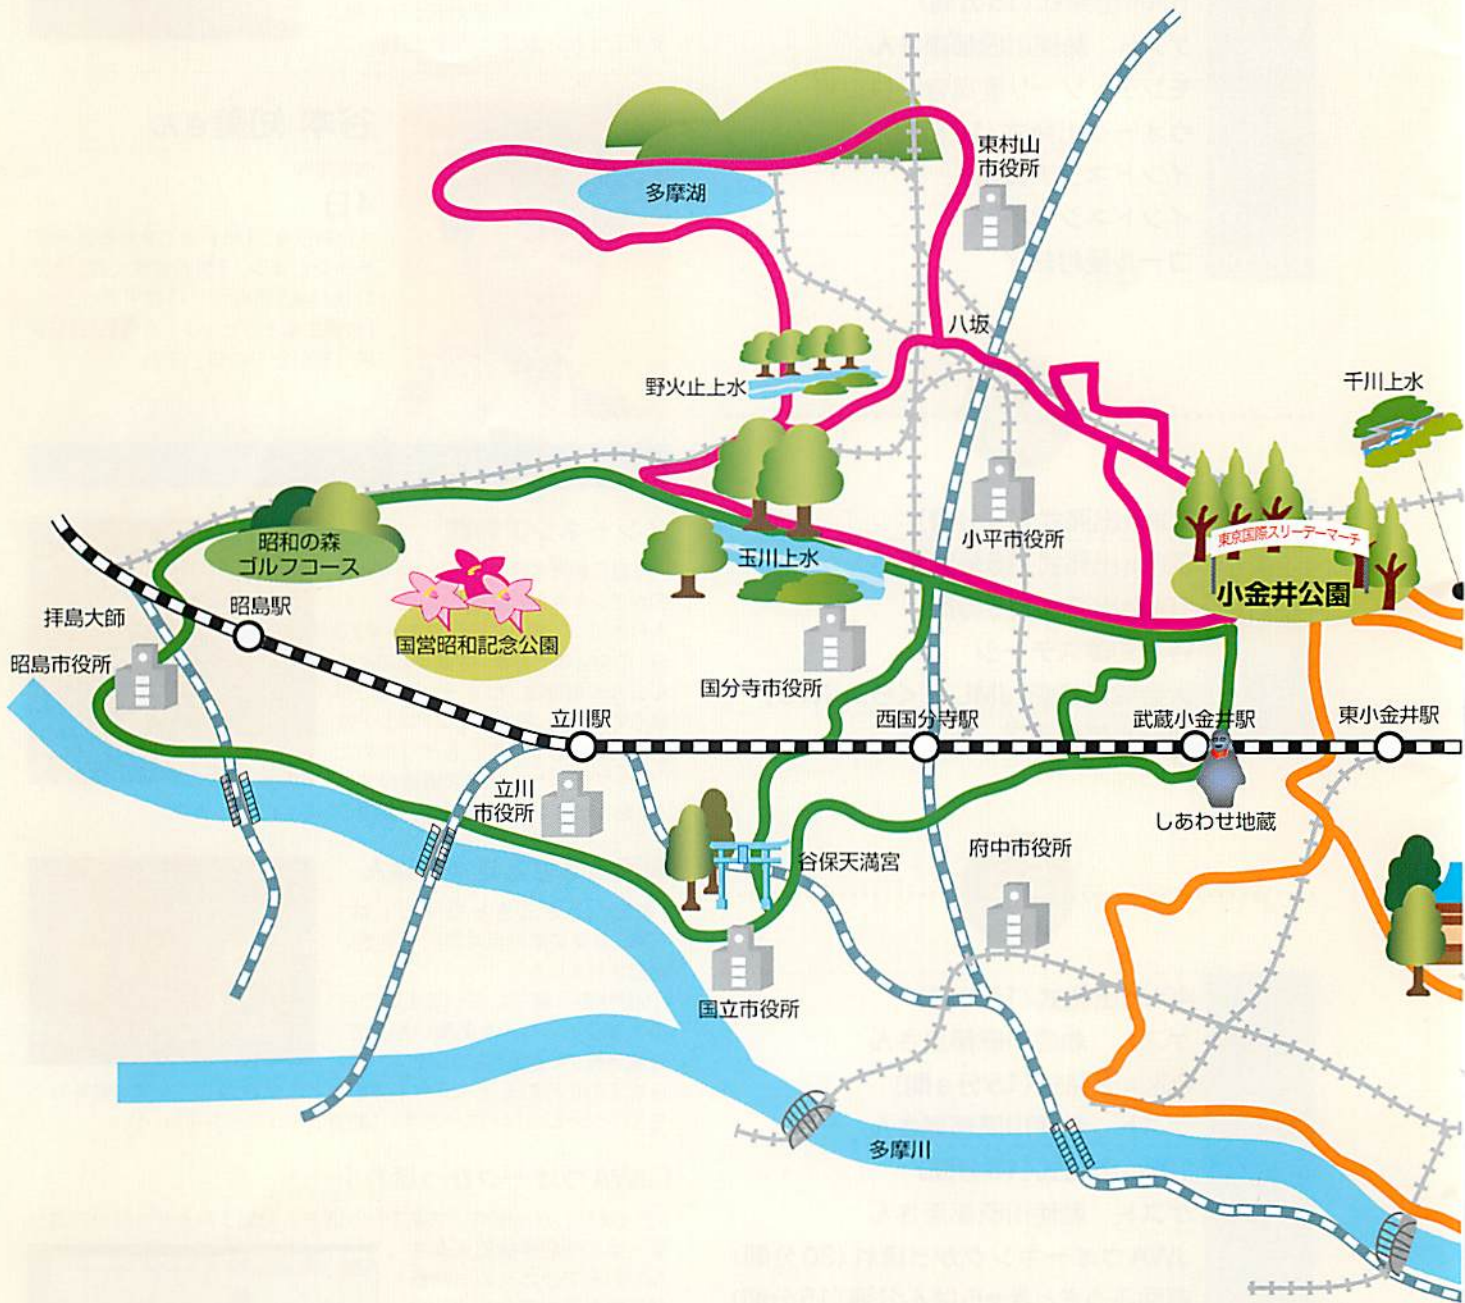 東村山
市役所
多摩湖
八坂
野火止上水
千川上水
東京国際スリーデーマーチ
小金井公園
小平市役所
玉川上水
昭和の森
ゴルフコース
国営昭和記念公園
拝島大師
昭島駅
昭島市役所
国分寺市役所
立川駅
西国分寺駅
武蔵小金井駅
東小金井駅
立川
市役所
しあわせ地蔵
谷保天満宮
府中市役所
国立市役所
多摩川